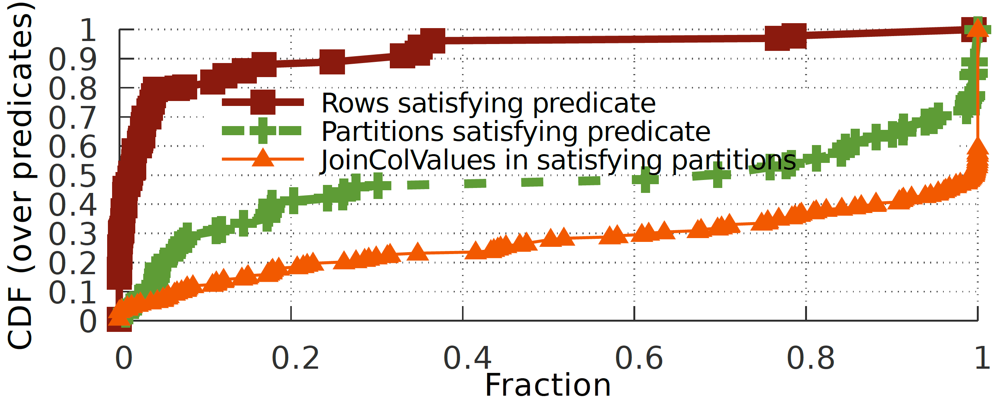 CDF (over predicates)
1
0.9
0.8
0.7
0.6
0.5
0.4
0.3
0.2
0.1
0
Rows satisfying predicate
Partitions satisfying predicate
JoinColValues in satisfying partitions
0 0.2 0.4 0.6 0.8 1
Fraction